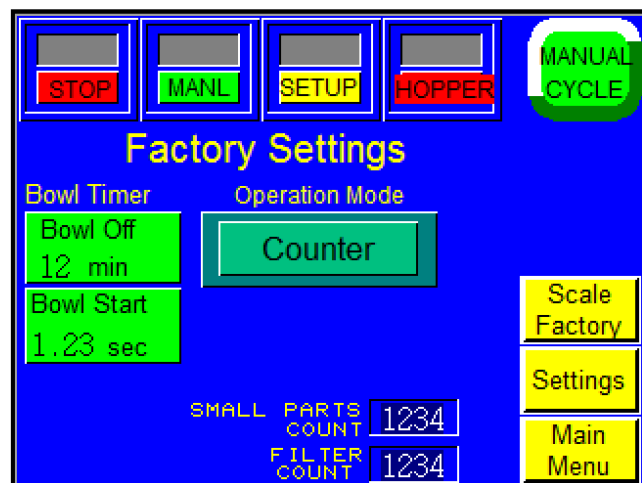 STOP
MANL
SETUP
HOPPER
MANUAL
CYCLE
Factory Settings
Bowl Timer
Operation Mode
Bowl Off
12 min
Counter
Bowl Start
1.23 sec
Scale
Factory
Settings
SMALL PARTS
COUNT 1234
FILTER
COUNT 1234
Main
Menu